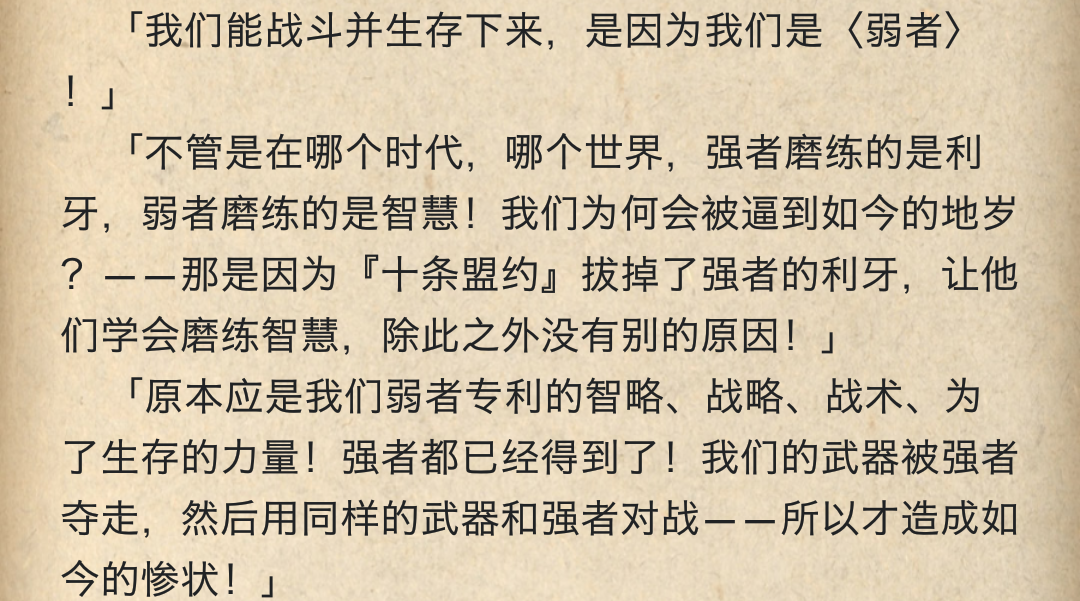 「我们能战斗并生存下来，是因为我们是〈弱者〉
！」
「不管是在哪个时代，哪个世界，强者磨练的是利
牙，弱者磨练的是智慧！我们为何会被逼到如今的地岁
？——那是因为『十条盟约』拔掉了强者的利牙，让他
们学会磨练智慧，除此之外没有别的原因！」
「原本应是我们弱者专利的智略、战略、战术、为
了生存的力量！强者都已经得到了！我们的武器被强者
夺走，然后用同样的武器和强者对战——所以才造成如
今的惨状！」